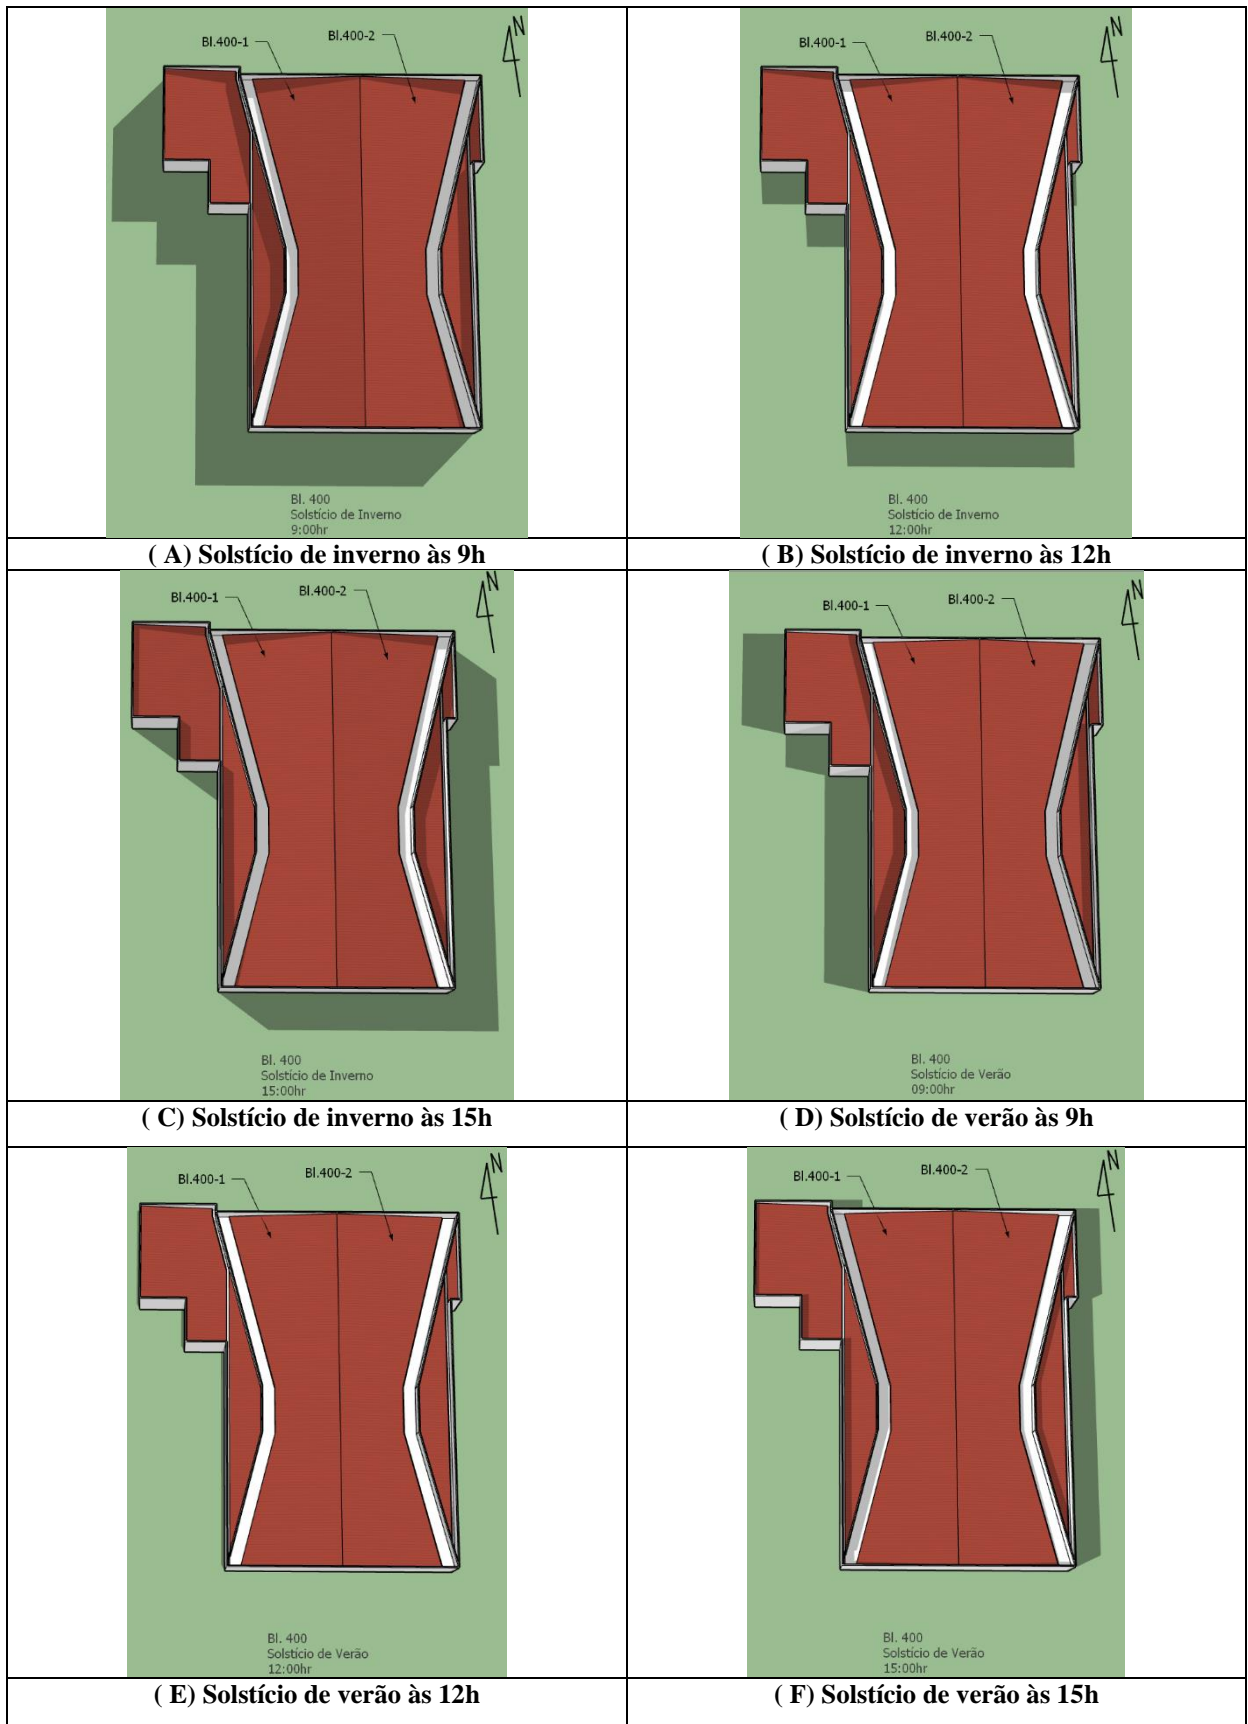 Bl.400-1
Bl.400-2
N
Bl. 400
Solstício de Inverno
9:00hr
( A) Solstício de inverno às 9h
Bl.400-1
Bl.400-2
N
Bl. 400
Solstício de Inverno
12:00hr
( B) Solstício de inverno às 12h
Bl.400-1
Bl.400-2
N
Bl. 400
Solstício de Inverno
15:00hr
( C) Solstício de inverno às 15h
Bl.400-1
Bl.400-2
N
Bl. 400
Solstício de Verão
09:00hr
( D) Solstício de verão às 9h
Bl.400-1
Bl.400-2
N
Bl. 400
Solstício de Verão
12:00hr
( E) Solstício de verão às 12h
Bl.400-1
Bl.400-2
N
Bl. 400
Solstício de Verão
15:00hr
( F) Solstício de verão às 15h